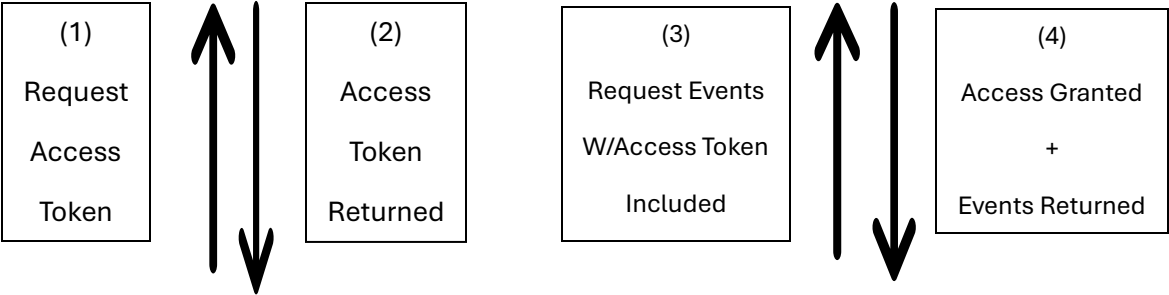 (1)
Request
Access
Token
(2)
Access
Token
Returned
(3)
Request Events
W/Access Token
Included
(4)
Access Granted
+
Events Returned